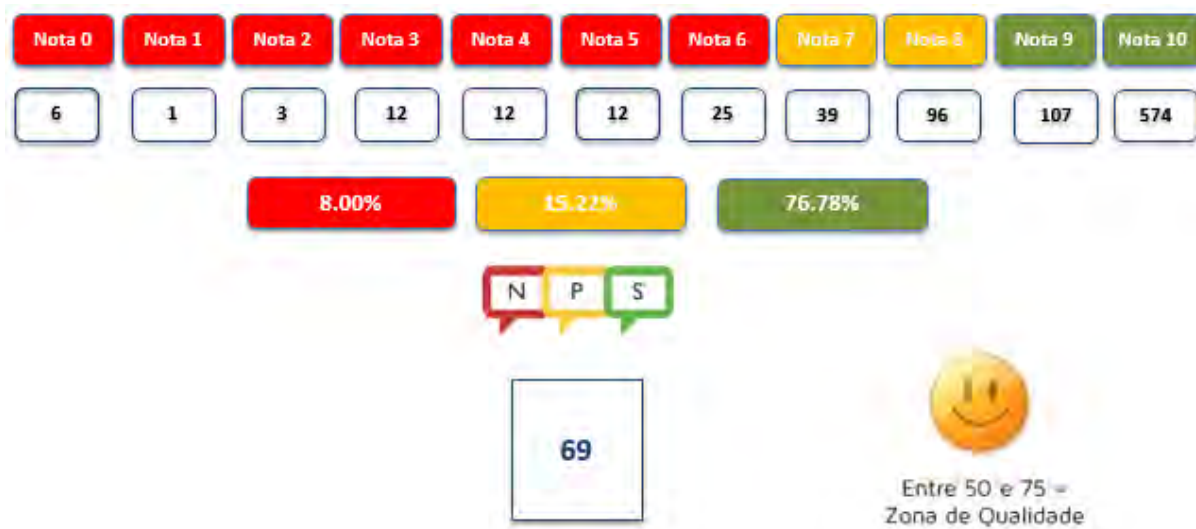 Nota 0 Nota 1 Nota 2 Nota 3 Nota 4 Nota 5 Nota 6 Nota 7 Nota 8 Nota 9 Nota 10
6 1 3 12 12 12 25 39 96 107 574
8.00% 15.22% 76.78%
N P S
69
Entre 50 e 75 =
Zona de Qualidade